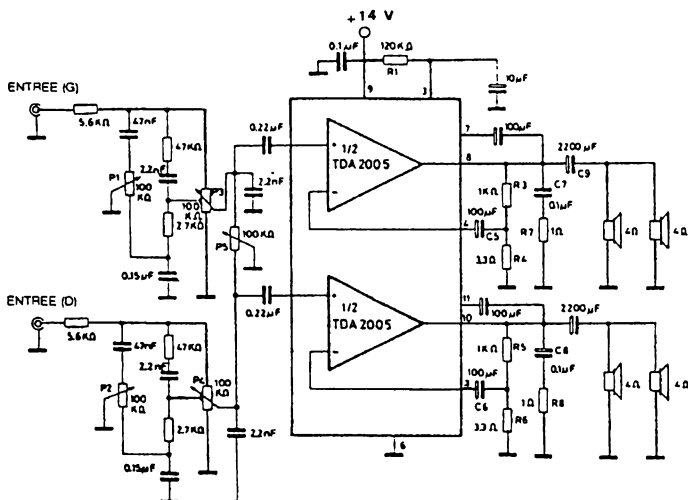 +14 V
0.1µF
120KΩ
R1
10µF
9
3
ENTREE (G)
5.6KΩ
47nF
47KΩ
2.2nF
P1
100
KΩ
P3
100
KΩ
2.7KΩ
0.15µF
0.22µF
2.2nF
100KΩ
P5
+
1/2
TDA 2005
−
7
100µF
8
2200µF
C9
1KΩ
R3
C7
0.1µF
100µF
4
C5
R7
1Ω
3.3Ω
R4
4Ω
4Ω
ENTREE (D)
5.6KΩ
47nF
47KΩ
2.2nF
P2
100
KΩ
P4
100
KΩ
2.7KΩ
0.15µF
0.22µF
2.2nF
+
1/2
TDA 2005
−
11
100µF
10
2200µF
1KΩ
R5
C8
0.1µF
100µF
C6
1Ω
R8
3.3Ω
R6
4Ω
4Ω
6